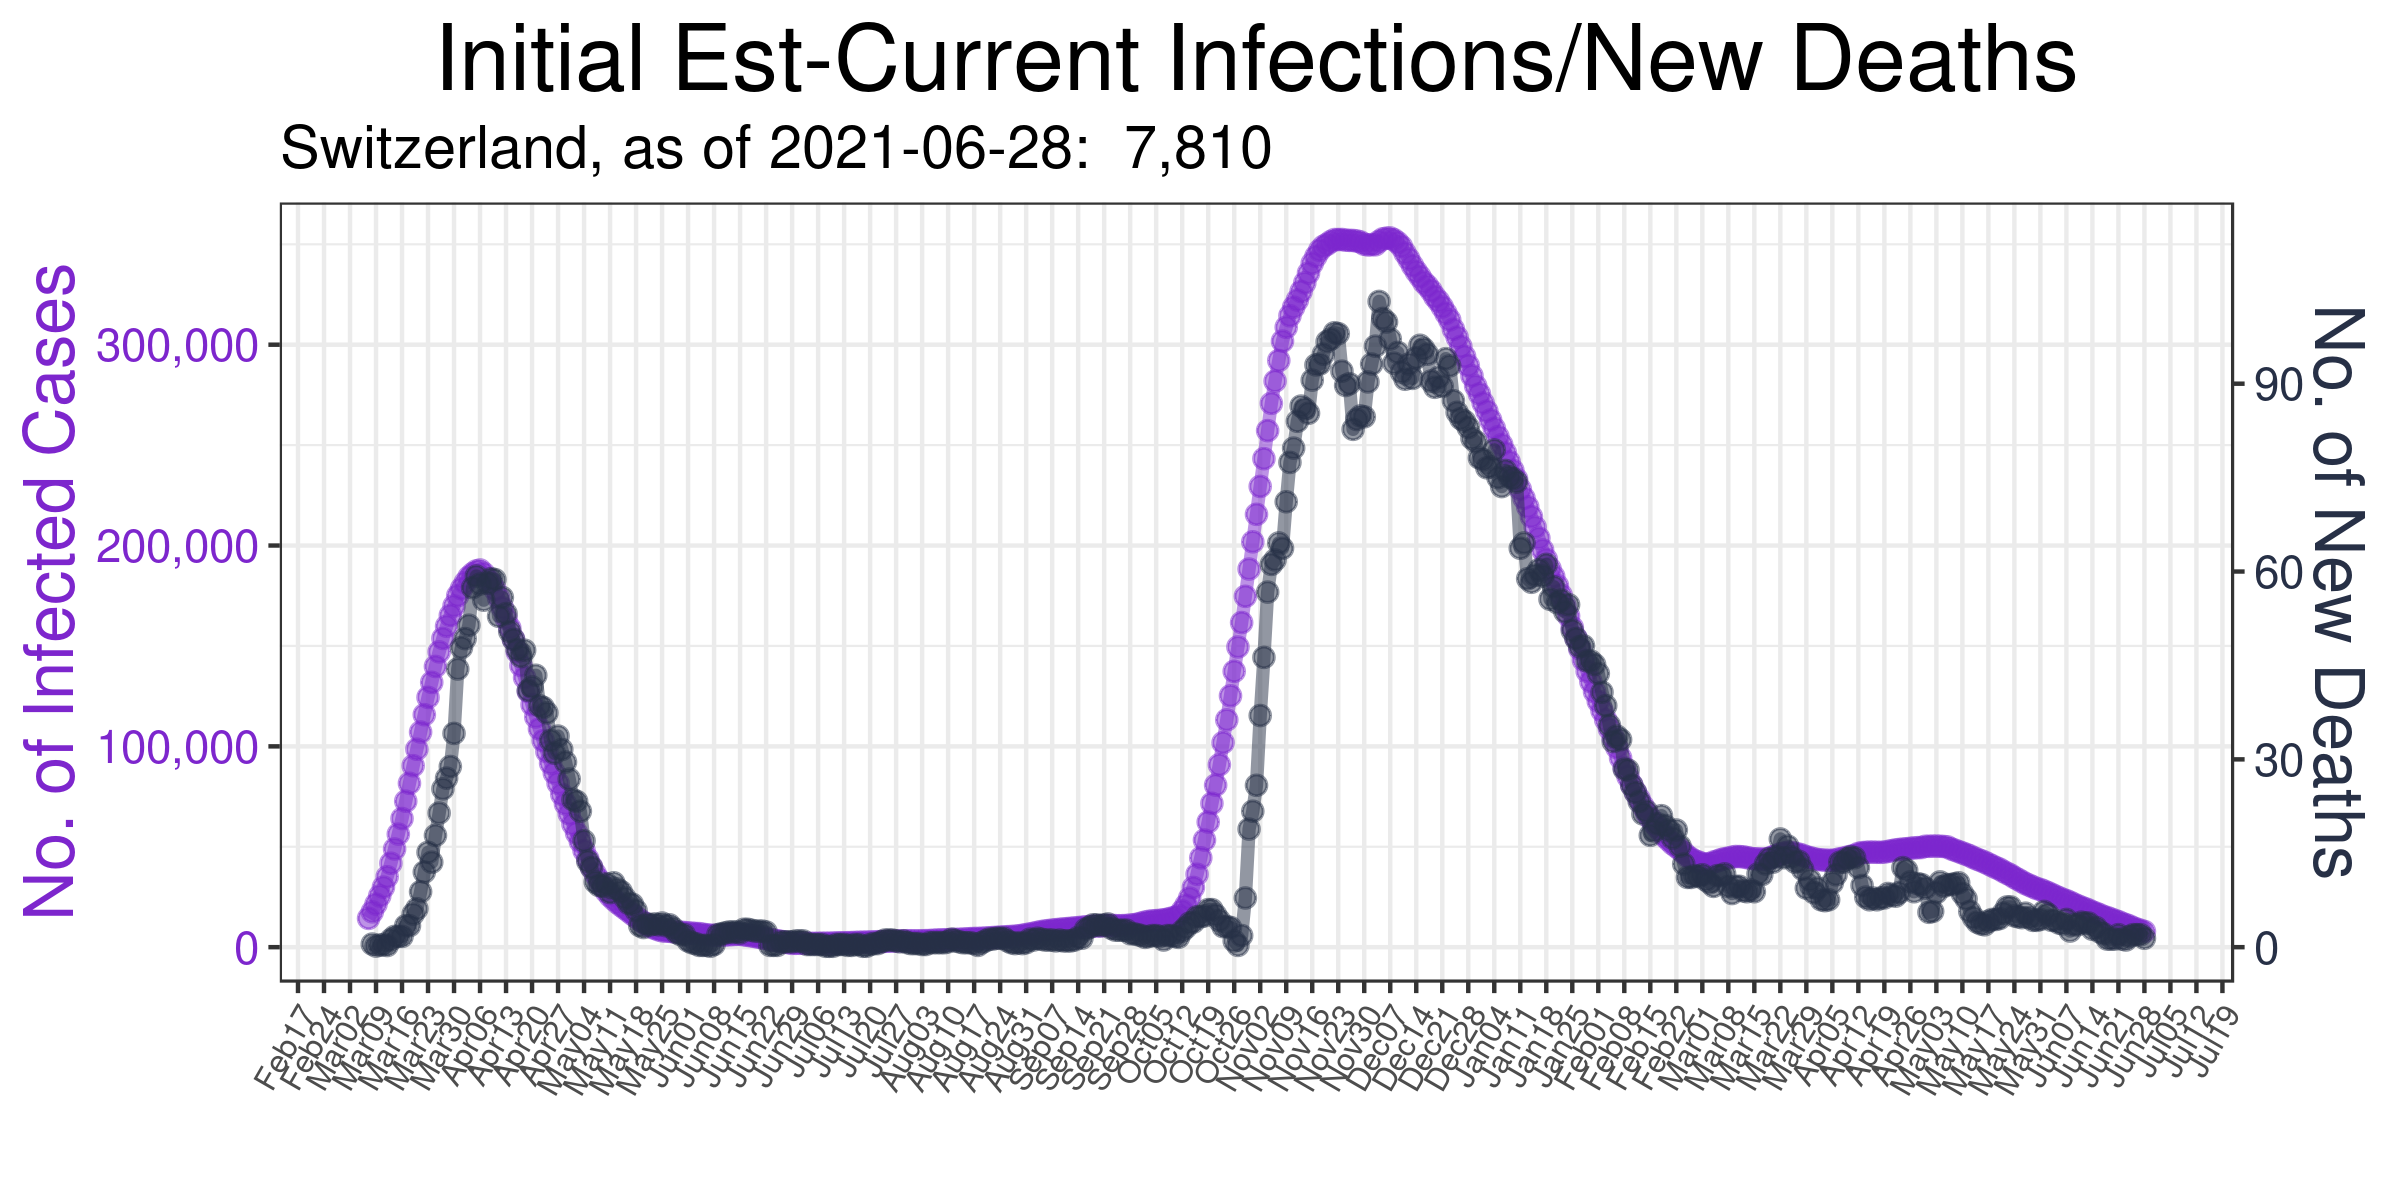 Initial Est-Current Infections/New Deaths
Switzerland, as of 2021-06-28:  7,810
No. of Infected Cases
300,000
200,000
100,000
0
90
60
30
0
No. of New Deaths
Feb17
Feb24
Mar02
Mar09
Mar16
Mar23
Mar30
Apr06
Apr13
Apr20
Apr27
May04
May11
May18
May25
Jun01
Jun08
Jun15
Jun22
Jun29
Jul06
Jul13
Jul20
Jul27
Aug03
Aug10
Aug17
Aug24
Aug31
Sep07
Sep14
Sep21
Sep28
Oct05
Oct12
Oct19
Oct26
Nov02
Nov09
Nov16
Nov23
Nov30
Dec07
Dec14
Dec21
Dec28
Jan04
Jan11
Jan18
Jan25
Feb08
Feb15
Feb22
Mar01
Mar08
Mar15
Mar22
Mar29
Apr05
Apr12
Apr19
Apr26
May03
May10
May17
May24
May31
Jun07
Jun14
Jun21
Jun28
Jul05
Jul12
Jul19